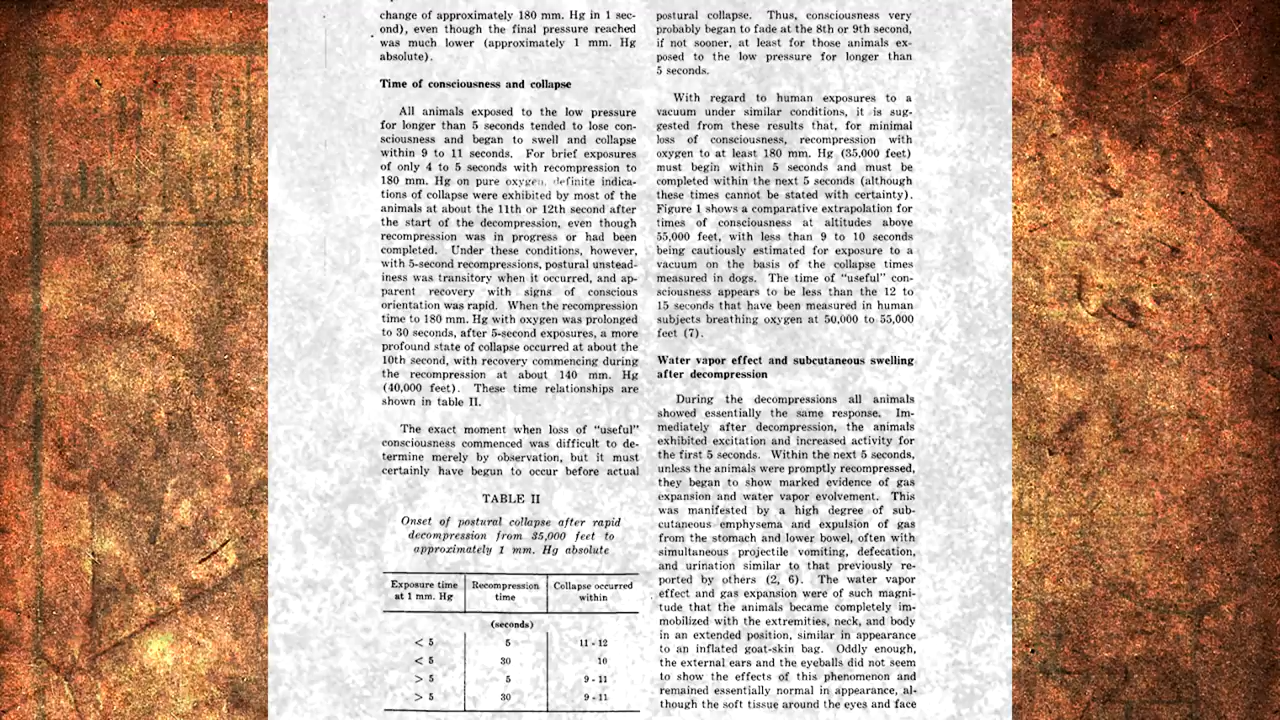 change of approximately 180 mm. Hg in 1 sec-
ond), even though the final pressure reached
was much lower (approximately 1 mm. Hg
absolute).
Time of consciousness and collapse
All animals exposed to the low pressure
for longer than 5 seconds tended to lose con-
sciousness and began to swell and collapse
within 9 to 11 seconds. For brief exposures
of only 4 to 5 seconds with recompression to
180 mm. Hg on pure oxygen, definite indica-
tions of collapse were exhibited by most of the
animals at about the 11th or 12th second after
the start of the decompression, even though
recompression was in progress or had been
completed. Under these conditions, however,
with 5-second recompressions, postural unstead-
iness was transitory when it occurred, and ap-
parent recovery with signs of conscious
orientation was rapid. When the recompression
time to 180 mm. Hg with oxygen was prolonged
to 30 seconds, after 5-second exposures, a more
profound state of collapse occurred at about the
10th second, with recovery commencing during
the recompression at about 140 mm. Hg
(40,000 feet). These time relationships are
shown in table II.
The exact moment when loss of "useful"
consciousness commenced was difficult to de-
termine merely by observation, but it must
certainly have begun to occur before actual
TABLE II
Onset of postural collapse after rapid
decompression from 35,000 feet to
approximately 1 mm. Hg absolute
Exposure time at 1 mm. Hg | Recompression time | Collapse occurred within
(seconds)
< 5 5 11 - 12
< 5 30 10
> 5 5 9 - 11
> 5 30 9 - 11
postural collapse. Thus, consciousness very
probably began to fade at the 8th or 9th second,
if not sooner, at least for those animals ex-
posed to the low pressure for longer than
5 seconds.
With regard to human exposures to a
vacuum under similar conditions, it is sug-
gested from these results that, for minimal
loss of consciousness, recompression with
oxygen to at least 180 mm. Hg (35,000 feet)
must begin within 5 seconds and must be
completed within the next 5 seconds (although
these times cannot be stated with certainty).
Figure 1 shows a comparative extrapolation for
times of consciousness at altitudes above
55,000 feet, with less than 9 to 10 seconds
being cautiously estimated for exposure to a
vacuum on the basis of the collapse times
measured in dogs. The time of "useful" con-
sciousness appears to be less than the 12 to
15 seconds that have been measured in human
subjects breathing oxygen at 50,000 to 55,000
feet (7).
Water vapor effect and subcutaneous swelling
after decompression
During the decompressions all animals
showed essentially the same response. Im-
mediately after decompression, the animals
exhibited excitation and increased activity for
the first 5 seconds. Within the next 5 seconds,
unless the animals were promptly recompressed,
they began to show marked evidence of gas
expansion and water vapor evolvement. This
was manifested by a high degree of sub-
cutaneous emphysema and expulsion of gas
from the stomach and lower bowel, often with
simultaneous projectile vomiting, defecation,
and urination similar to that previously re-
ported by others (2, 6). The water vapor
effect and gas expansion were of such magni-
tude that the animals became completely im-
mobilized with the extremities, neck, and body
in an extended position, similar in appearance
to an inflated goat-skin bag. Oddly enough,
the external ears and the eyeballs did not seem
to show the effects of this phenomenon and
remained essentially normal in appearance, al-
though the soft tissue around the eyes and face